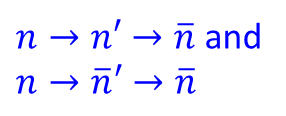 n → n′ → n̄ and
n → n̄′ → n̄